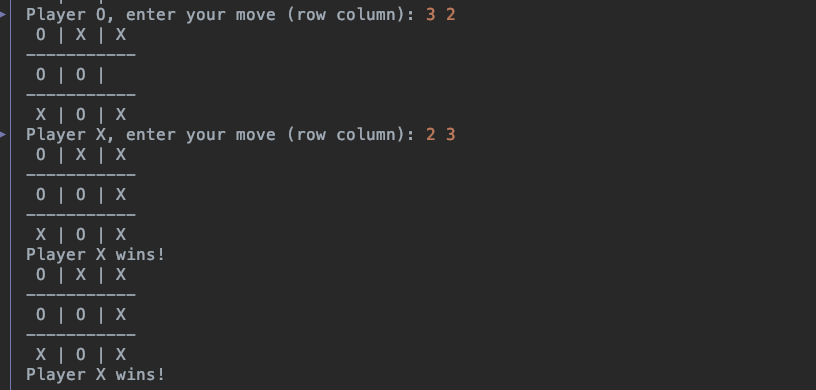 Player O, enter your move (row column): 3 2
O | X | X
-----------
O | O |
-----------
X | O | X
Player X, enter your move (row column): 2 3
O | X | X
-----------
O | O | X
-----------
X | O | X
Player X wins!
O | X | X
-----------
O | O | X
-----------
X | O | X
Player X wins!